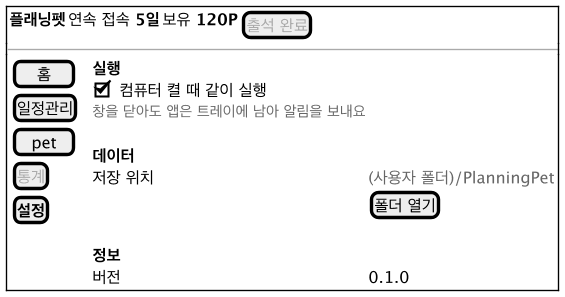 플래닝펫 연속 접속 5일 보유 120P 출석 완료
홈
일정관리
pet
통계
설정
실행
컴퓨터 켤 때 같이 실행
창을 닫아도 앱은 트레이에 남아 알림을 보내요
데이터
저장 위치 (사용자 폴더)/PlanningPet
폴더 열기
정보
버전 0.1.0